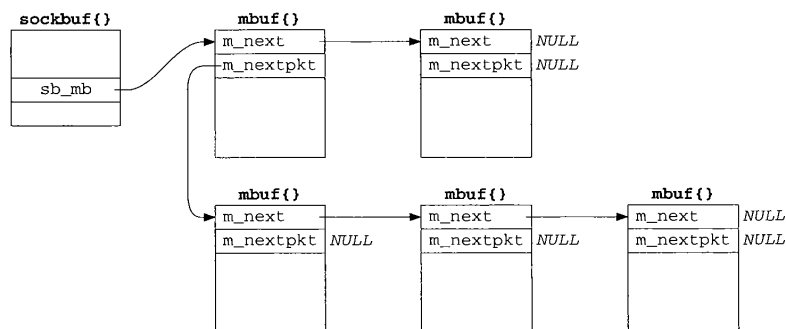 sockbuf{} mbuf{} mbuf{}
m_next m_next NULL
m_nextpkt m_nextpkt NULL
sb_mb
mbuf{} mbuf{} mbuf{}
m_next m_next m_next NULL
m_nextpkt NULL m_nextpkt NULL m_nextpkt NULL